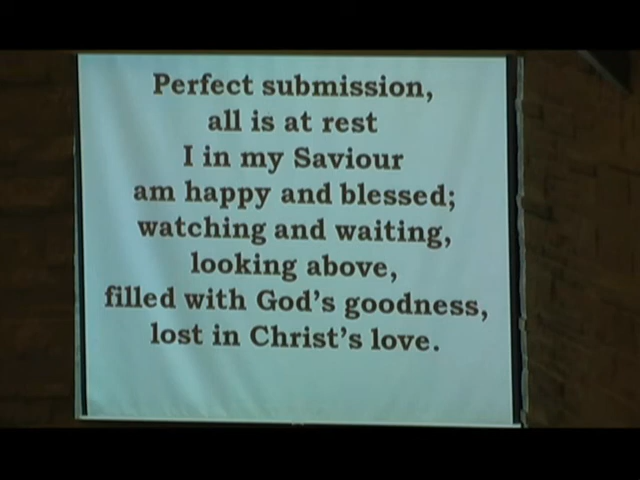 Perfect submission,
all is at rest
I in my Saviour
am happy and blessed;
watching and waiting,
looking above,
filled with God's goodness,
lost in Christ's love.